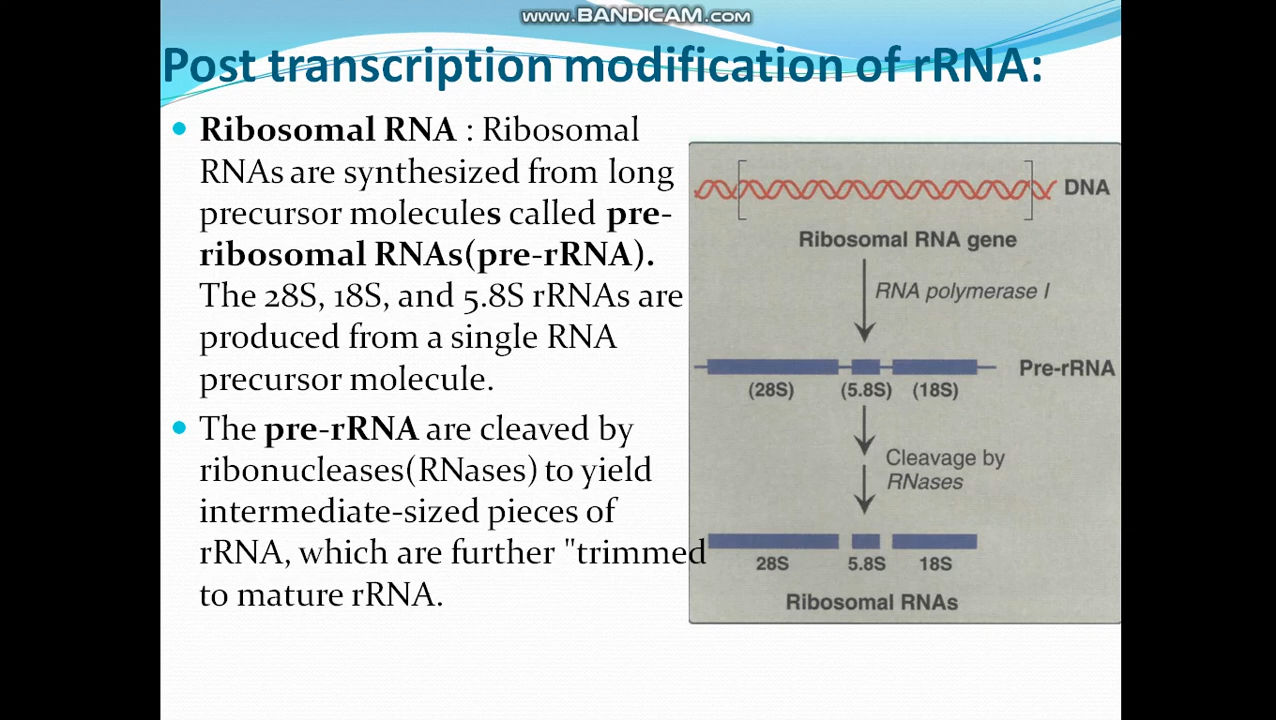 www.BANDICAM.com
Post transcription modification of rRNA:
• Ribosomal RNA : Ribosomal
RNAs are synthesized from long
precursor molecules called pre-
ribosomal RNAs(pre-rRNA).
The 28S, 18S, and 5.8S rRNAs are
produced from a single RNA
precursor molecule.
• The pre-rRNA are cleaved by
ribonucleases(RNases) to yield
intermediate-sized pieces of
rRNA, which are further "trimmed
to mature rRNA.
DNA
Ribosomal RNA gene
RNA polymerase I
Pre-rRNA
(28S) (5.8S) (18S)
Cleavage by
RNases
28S 5.8S 18S
Ribosomal RNAs